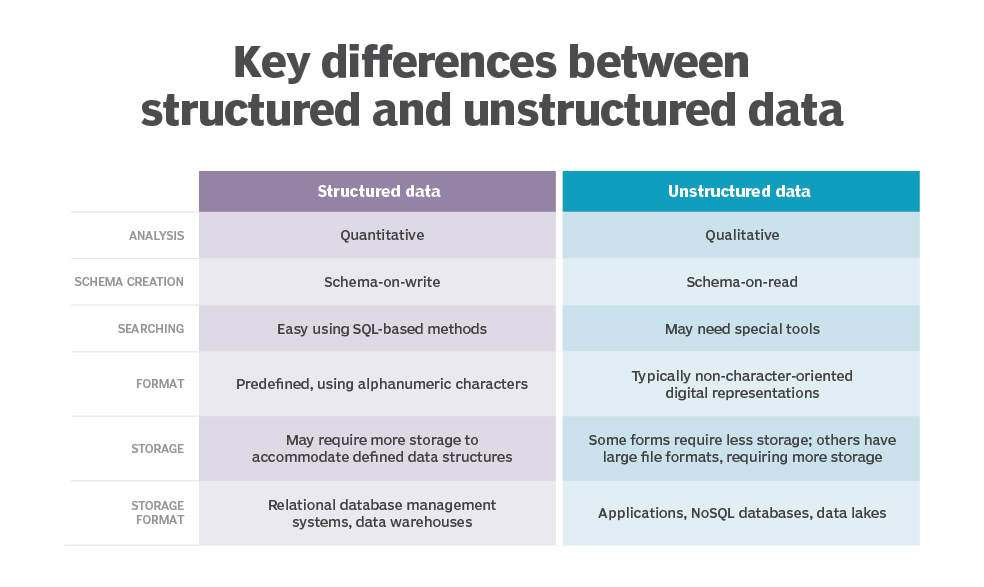 Key differences between
structured and unstructured data
Structured data
Unstructured data
ANALYSIS
Quantitative
Qualitative
SCHEMA CREATION
Schema-on-write
Schema-on-read
SEARCHING
Easy using SQL-based methods
May need special tools
FORMAT
Predefined, using alphanumeric characters
Typically non-character-oriented
digital representations
STORAGE
May require more storage to
accommodate defined data structures
Some forms require less storage; others have
large file formats, requiring more storage
STORAGE
FORMAT
Relational database management
systems, data warehouses
Applications, NoSQL databases, data lakes